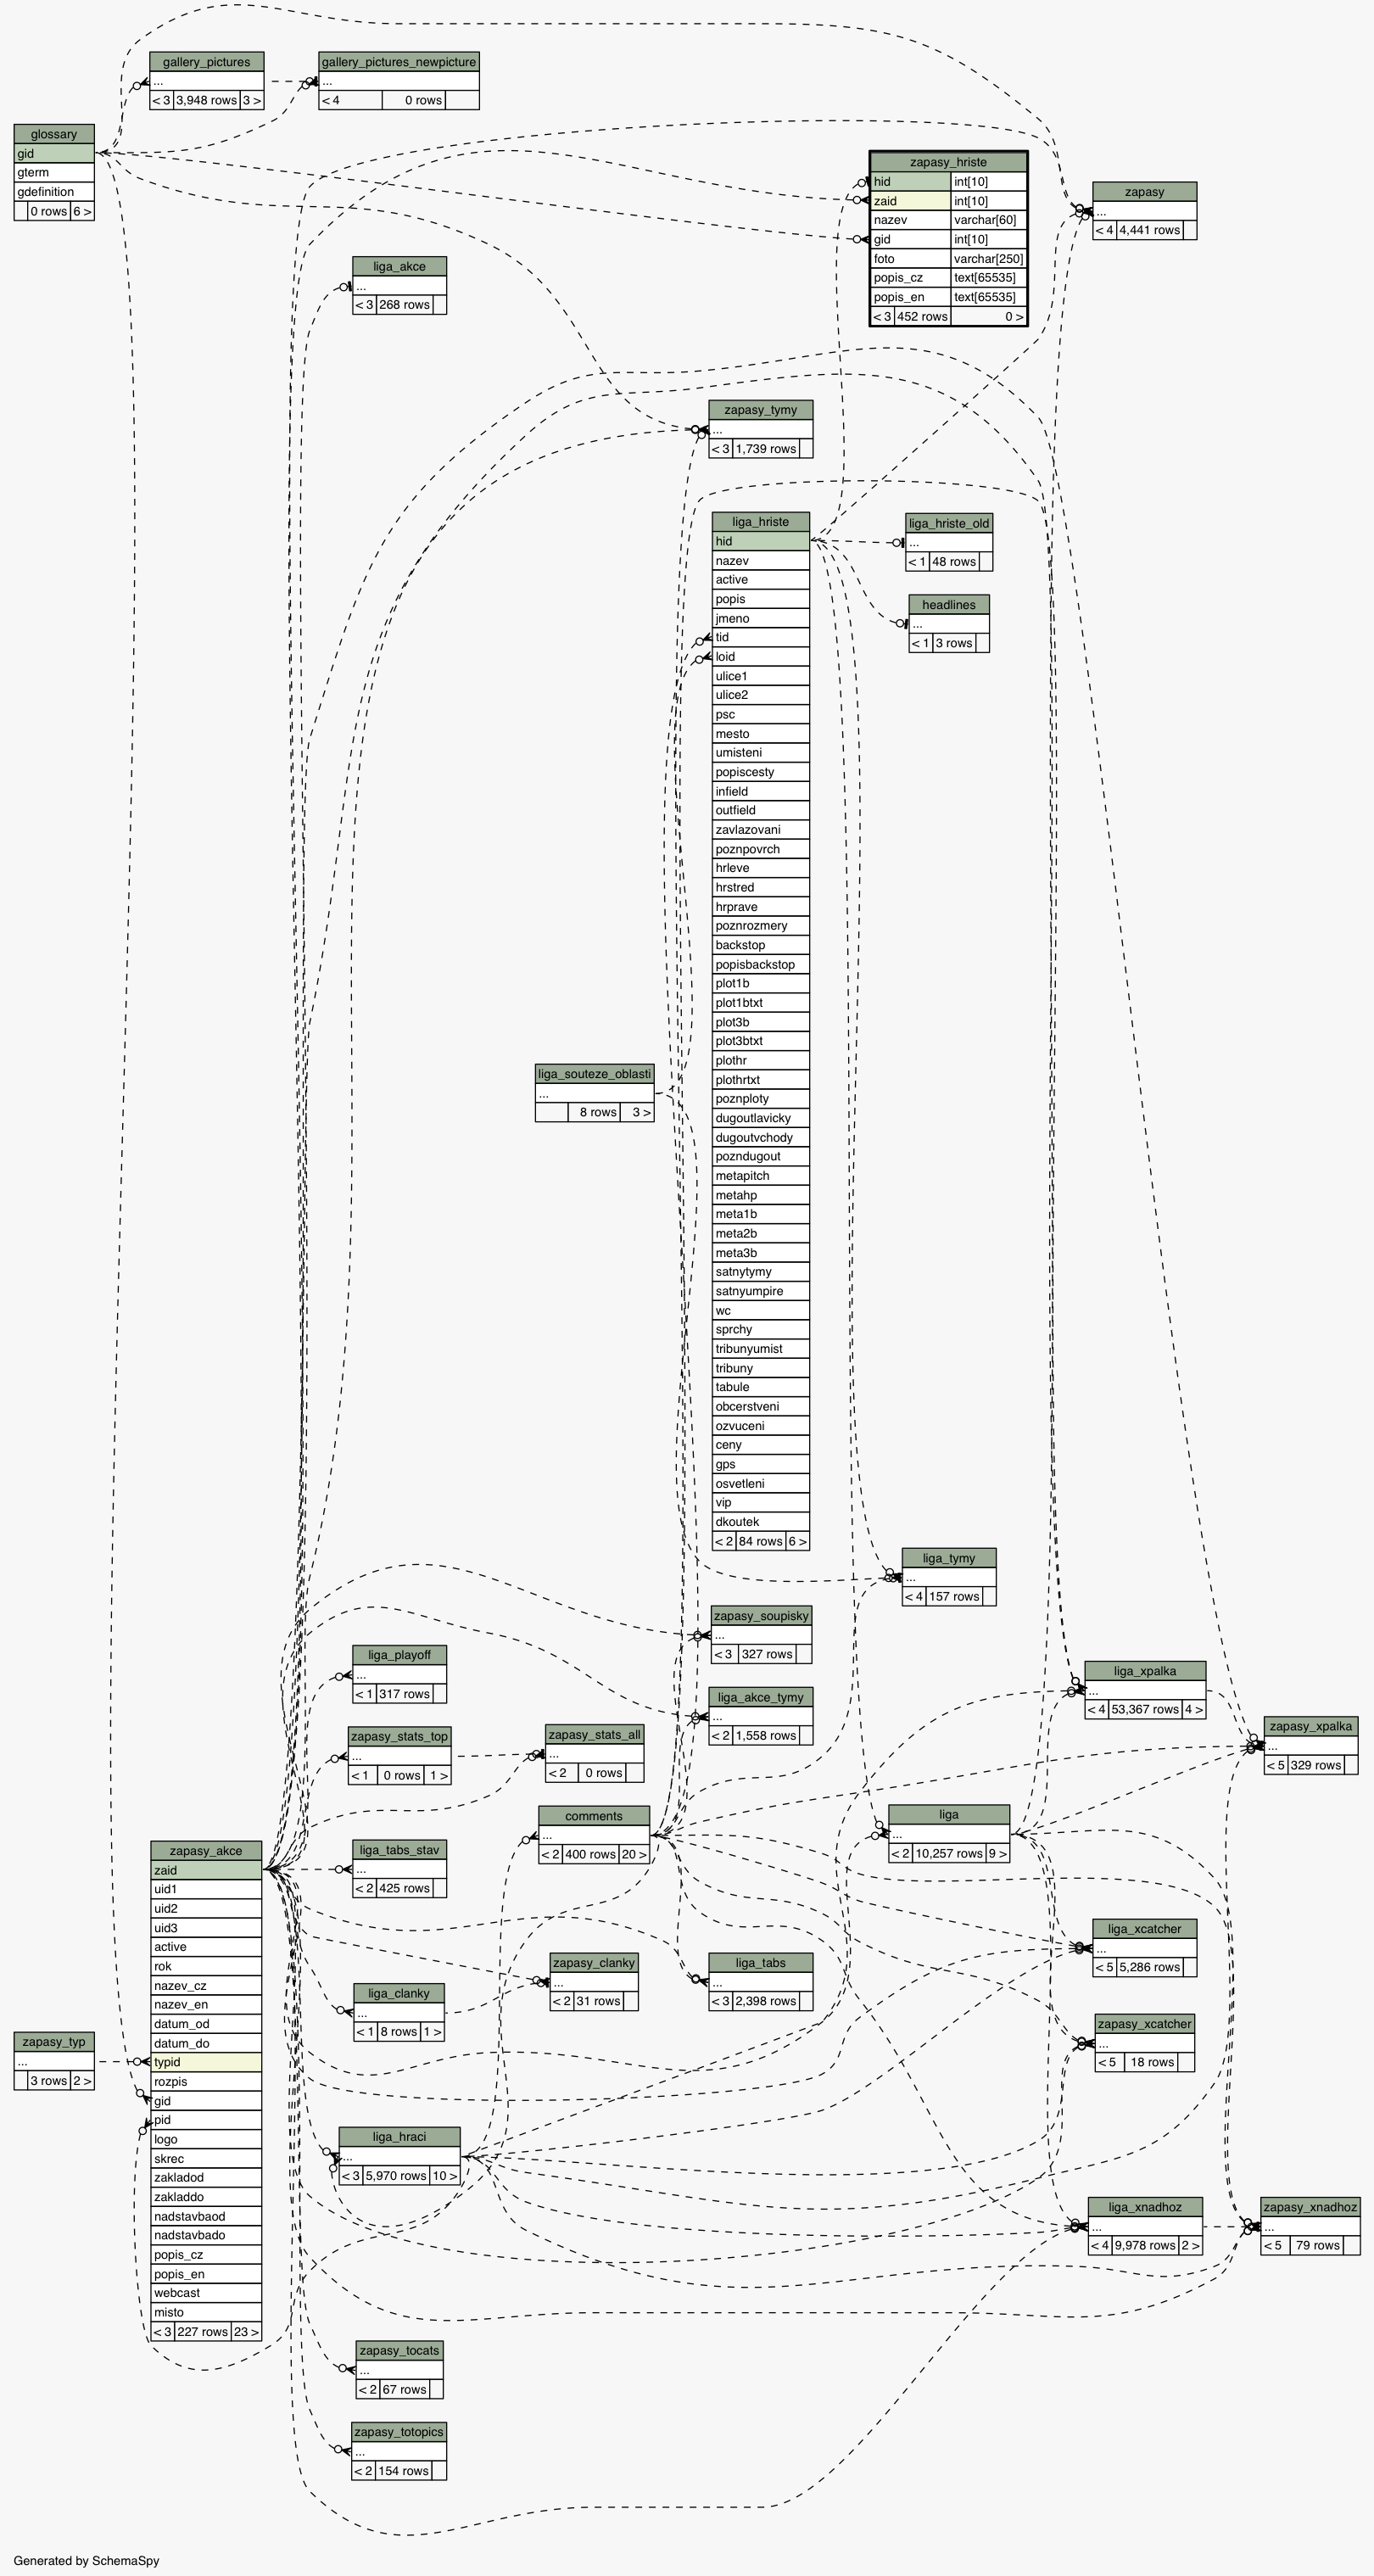 gallery_pictures
...
< 3 3,948 rows 3 >
gallery_pictures_newpicture
...
< 4 0 rows
glossary
gid
gterm
gdefinition
0 rows 6 >
zapasy_hriste
hid int[10]
zaid int[10]
nazev varchar[60]
gid int[10]
foto varchar[250]
popis_cz text[65535]
popis_en text[65535]
< 3 452 rows 0 >
zapasy
...
< 4 4,441 rows
liga_akce
...
< 3 268 rows
zapasy_tymy
...
< 3 1,739 rows
liga_hriste
hid
nazev
active
popis
jmeno
tid
loid
ulice1
ulice2
psc
mesto
umisteni
popiscesty
infield
outfield
zavlazovani
poznpovrch
hrleve
hrstred
hrprave
poznrozmery
backstop
popisbackstop
plot1b
plot1btxt
plot3b
plot3btxt
plothr
plothrtxt
poznploty
dugoutlavicky
dugoutvchody
pozndugout
metapitch
metahp
meta1b
meta2b
meta3b
satnytymy
satnyumpire
wc
sprchy
tribunyumist
tribuny
tabule
obcerstveni
ozvuceni
ceny
gps
osvetleni
vip
dkoutek
< 2 84 rows 6 >
liga_hriste_old
...
< 1 48 rows
headlines
...
< 1 3 rows
liga_souteze_oblasti
...
8 rows 3 >
liga_tymy
...
< 4 157 rows
zapasy_soupisky
...
< 3 327 rows
liga_playoff
...
< 1 317 rows
liga_xpalka
...
< 4 53,367 rows 4 >
liga_akce_tymy
...
< 2 1,558 rows
zapasy_xpalka
...
< 5 329 rows
zapasy_stats_top
...
< 1 0 rows 1 >
zapasy_stats_all
...
< 2 0 rows
comments
...
< 2 400 rows 20 >
liga
...
< 2 10,257 rows 9 >
zapasy_akce
zaid
uid1
uid2
uid3
active
rok
nazev_cz
nazev_en
datum_od
datum_do
typid
rozpis
gid
pid
logo
skrec
zakladod
zakladdo
nadstavbaod
nadstavbado
popis_cz
popis_en
webcast
misto
< 3 227 rows 23 >
liga_tabs_stav
...
< 2 425 rows
liga_xcatcher
...
< 5 5,286 rows
zapasy_clanky
...
< 2 31 rows
liga_tabs
...
< 3 2,398 rows
liga_clanky
...
< 1 8 rows 1 >
zapasy_xcatcher
...
< 5 18 rows
zapasy_typ
...
3 rows 2 >
liga_hraci
...
< 3 5,970 rows 10 >
liga_xnadhoz
...
< 4 9,978 rows 2 >
zapasy_xnadhoz
...
< 5 79 rows
zapasy_tocats
...
< 2 67 rows
zapasy_totopics
...
< 2 154 rows
Generated by SchemaSpy